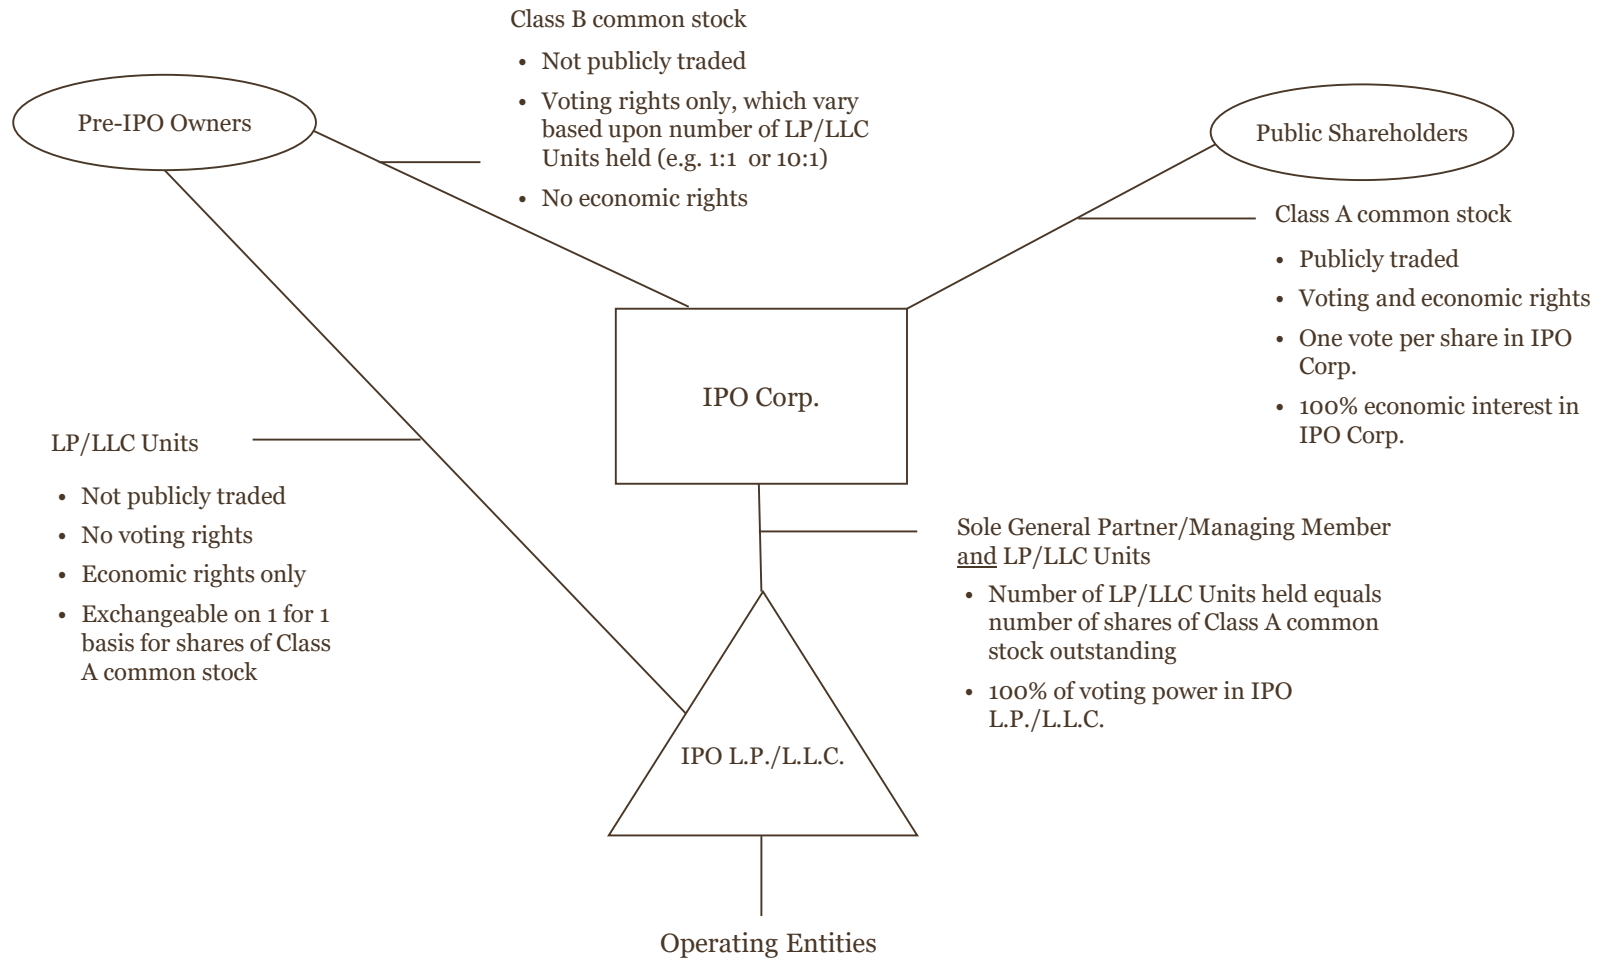 Class B common stock
• Not publicly traded
• Voting rights only, which vary
based upon number of LP/LLC
Units held (e.g. 1:1  or 10:1)
• No economic rights
Pre-IPO Owners
Public Shareholders
Class A common stock
• Publicly traded
• Voting and economic rights
• One vote per share in IPO
Corp.
• 100% economic interest in
IPO Corp.
IPO Corp.
LP/LLC Units
• Not publicly traded
• No voting rights
• Economic rights only
• Exchangeable on 1 for 1
basis for shares of Class
A common stock
Sole General Partner/Managing Member
and LP/LLC Units
• Number of LP/LLC Units held equals
number of shares of Class A common
stock outstanding
• 100% of voting power in IPO
L.P./L.L.C.
IPO L.P./L.L.C.
Operating Entities